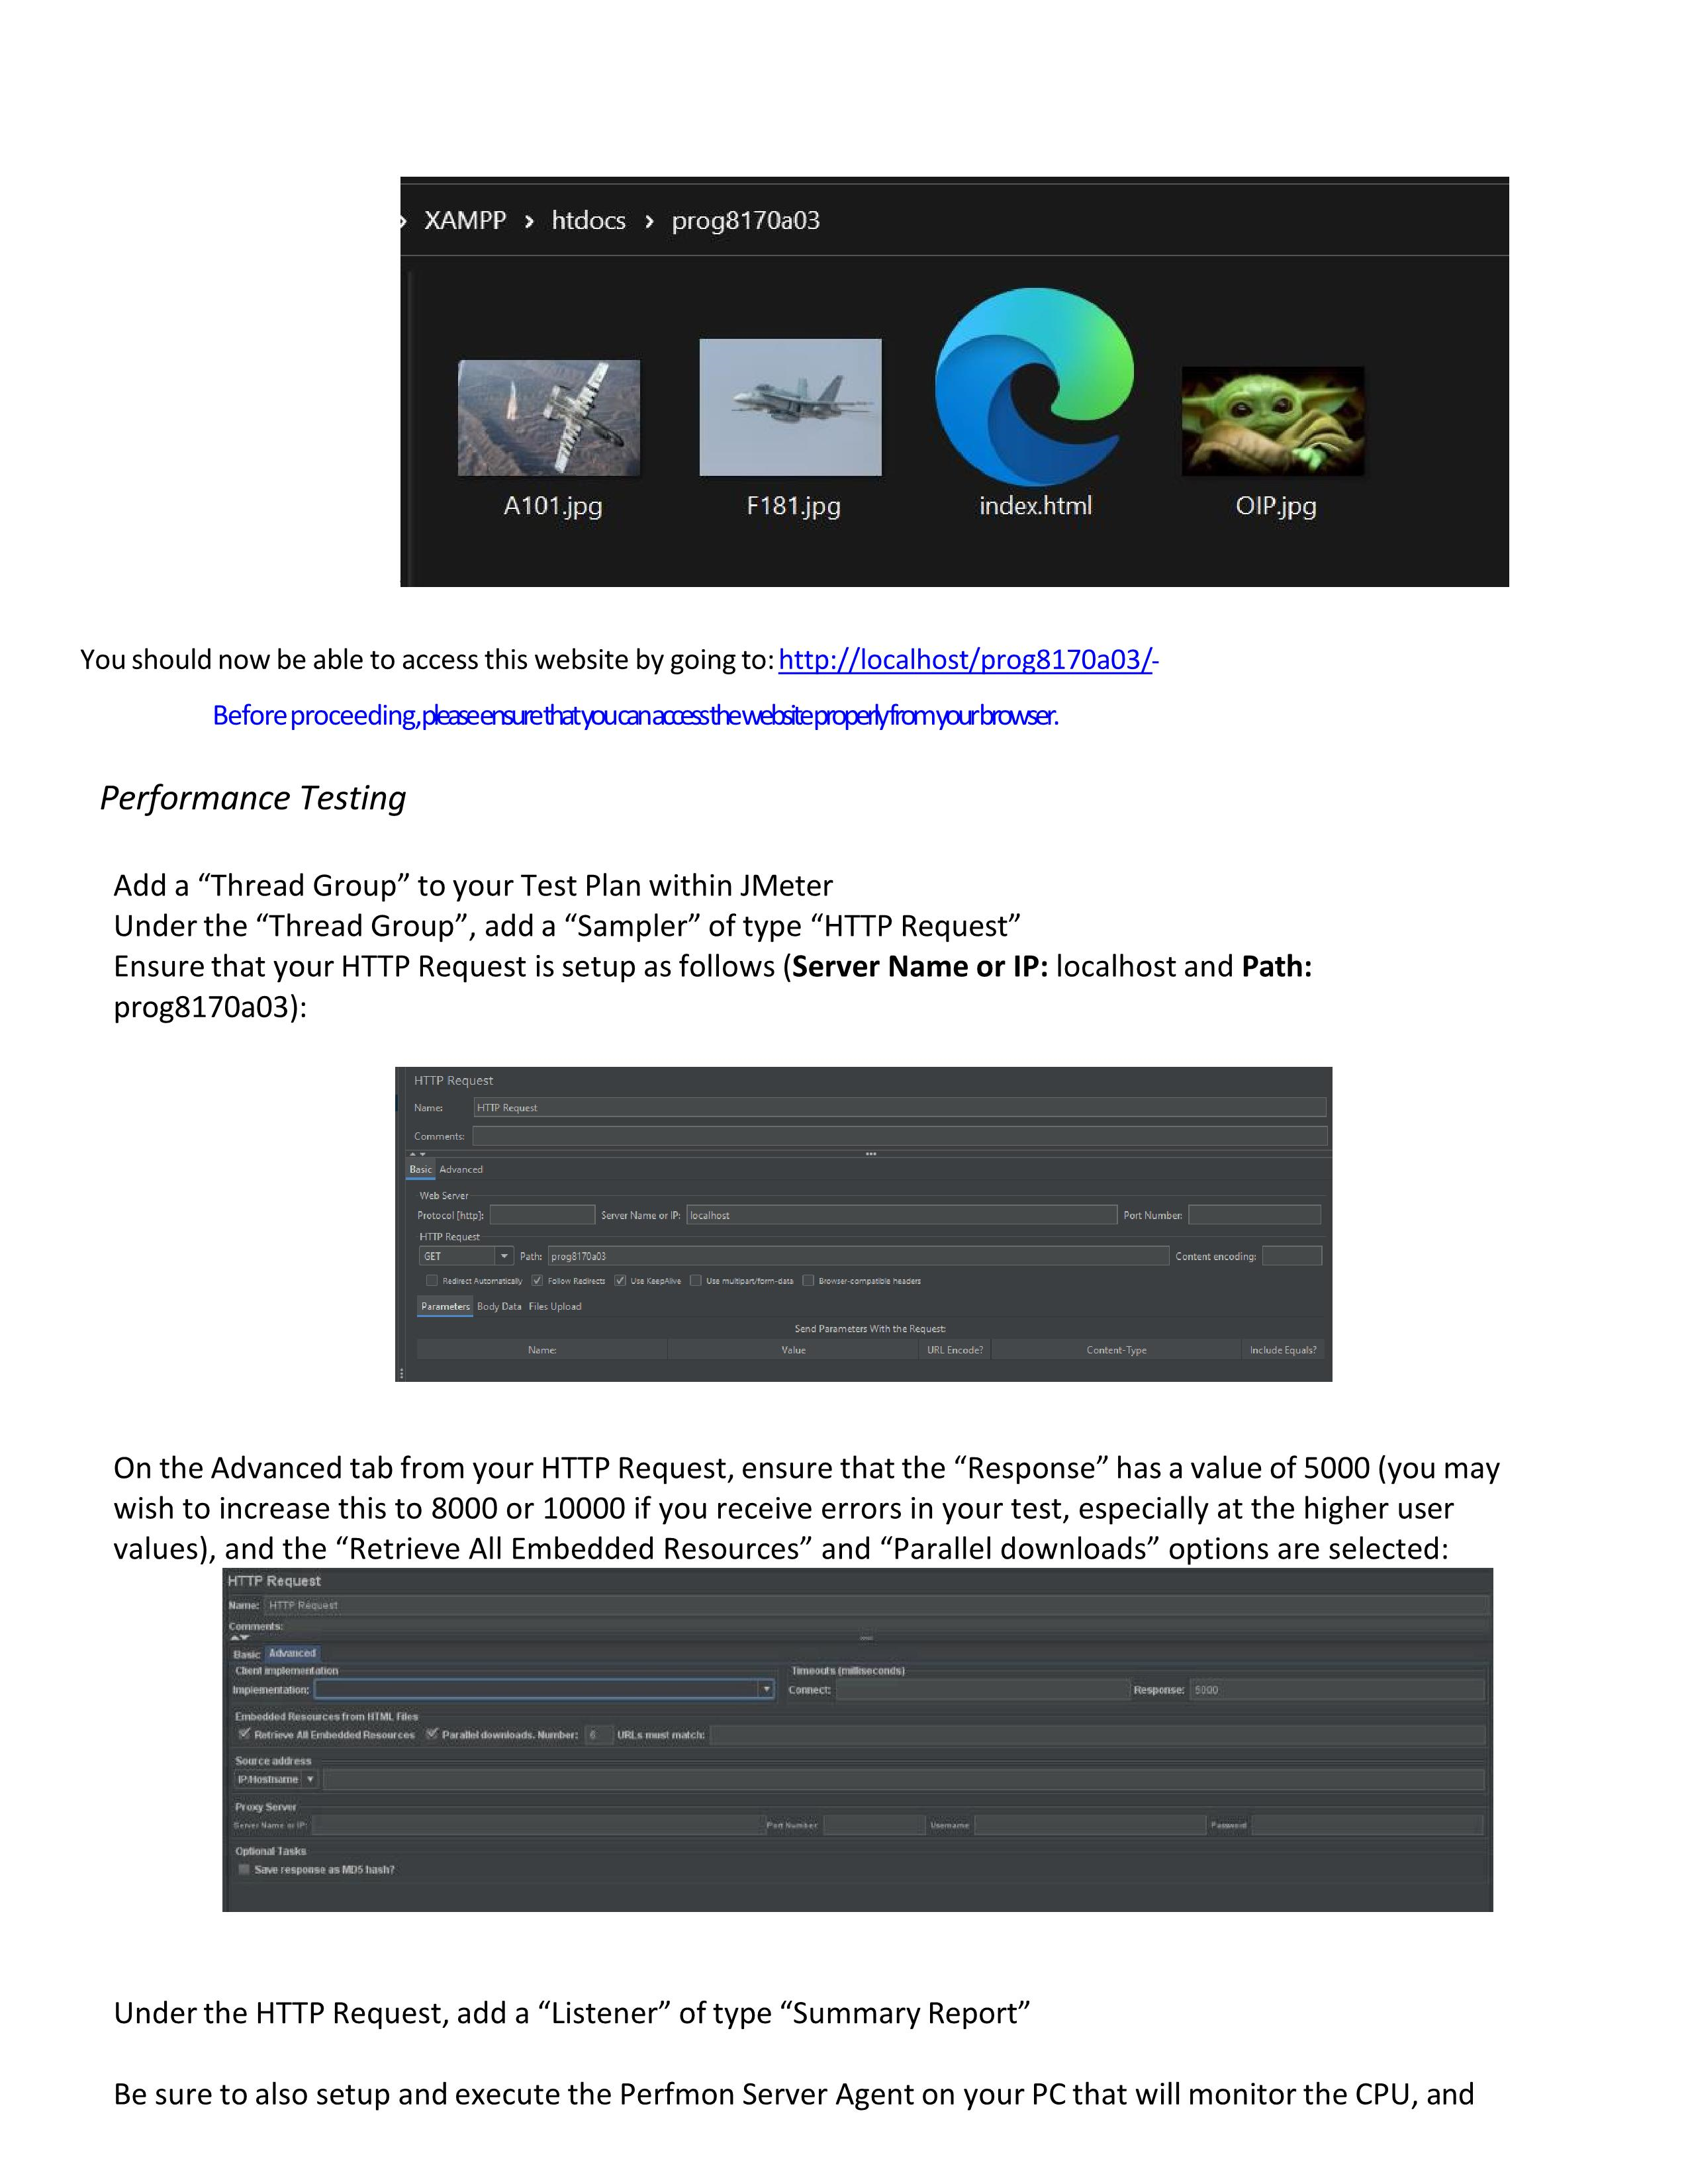 XAMPP > htdocs > prog8170a03
A101.jpg F181.jpg index.html OIP.jpg
You should now be able to access this website by going to: http://localhost/prog8170a03/-
Before proceeding, please ensure that you can access the website properly from your browser.
Performance Testing
Add a “Thread Group” to your Test Plan within JMeter
Under the “Thread Group”, add a “Sampler” of type “HTTP Request”
Ensure that your HTTP Request is setup as follows (Server Name or IP: localhost and Path:
prog8170a03):
HTTP Request
Name: HTTP Request
Comments:
Basic Advanced
Web Server
Protocol [http]: Server Name or IP: localhost Port Number:
HTTP Request
GET Path: prog8170a03 Content encoding:
Redirect Automatically Follow Redirects Use KeepAlive Use multipart/form-data Browser-compatible headers
Parameters Body Data Files Upload
Send Parameters With the Request:
Name: Value URL Encode? Content-Type Include Equals?
On the Advanced tab from your HTTP Request, ensure that the “Response” has a value of 5000 (you may
wish to increase this to 8000 or 10000 if you receive errors in your test, especially at the higher user
values), and the “Retrieve All Embedded Resources” and “Parallel downloads” options are selected:
HTTP Request
Name: HTTP Request
Comments:
Basic Advanced
Client implementation Timeouts (milliseconds)
Implementation: Connect: Response: 5000
Embedded Resources from HTML Files
Retrieve All Embedded Resources Parallel downloads. Number: 6 URLs must match:
Source address
IP/Hostname
Proxy Server
Server Name or IP: Port Number Username Password
Optional Tasks
Save response as MD5 hash?
Under the HTTP Request, add a “Listener” of type “Summary Report”
Be sure to also setup and execute the Perfmon Server Agent on your PC that will monitor the CPU, and